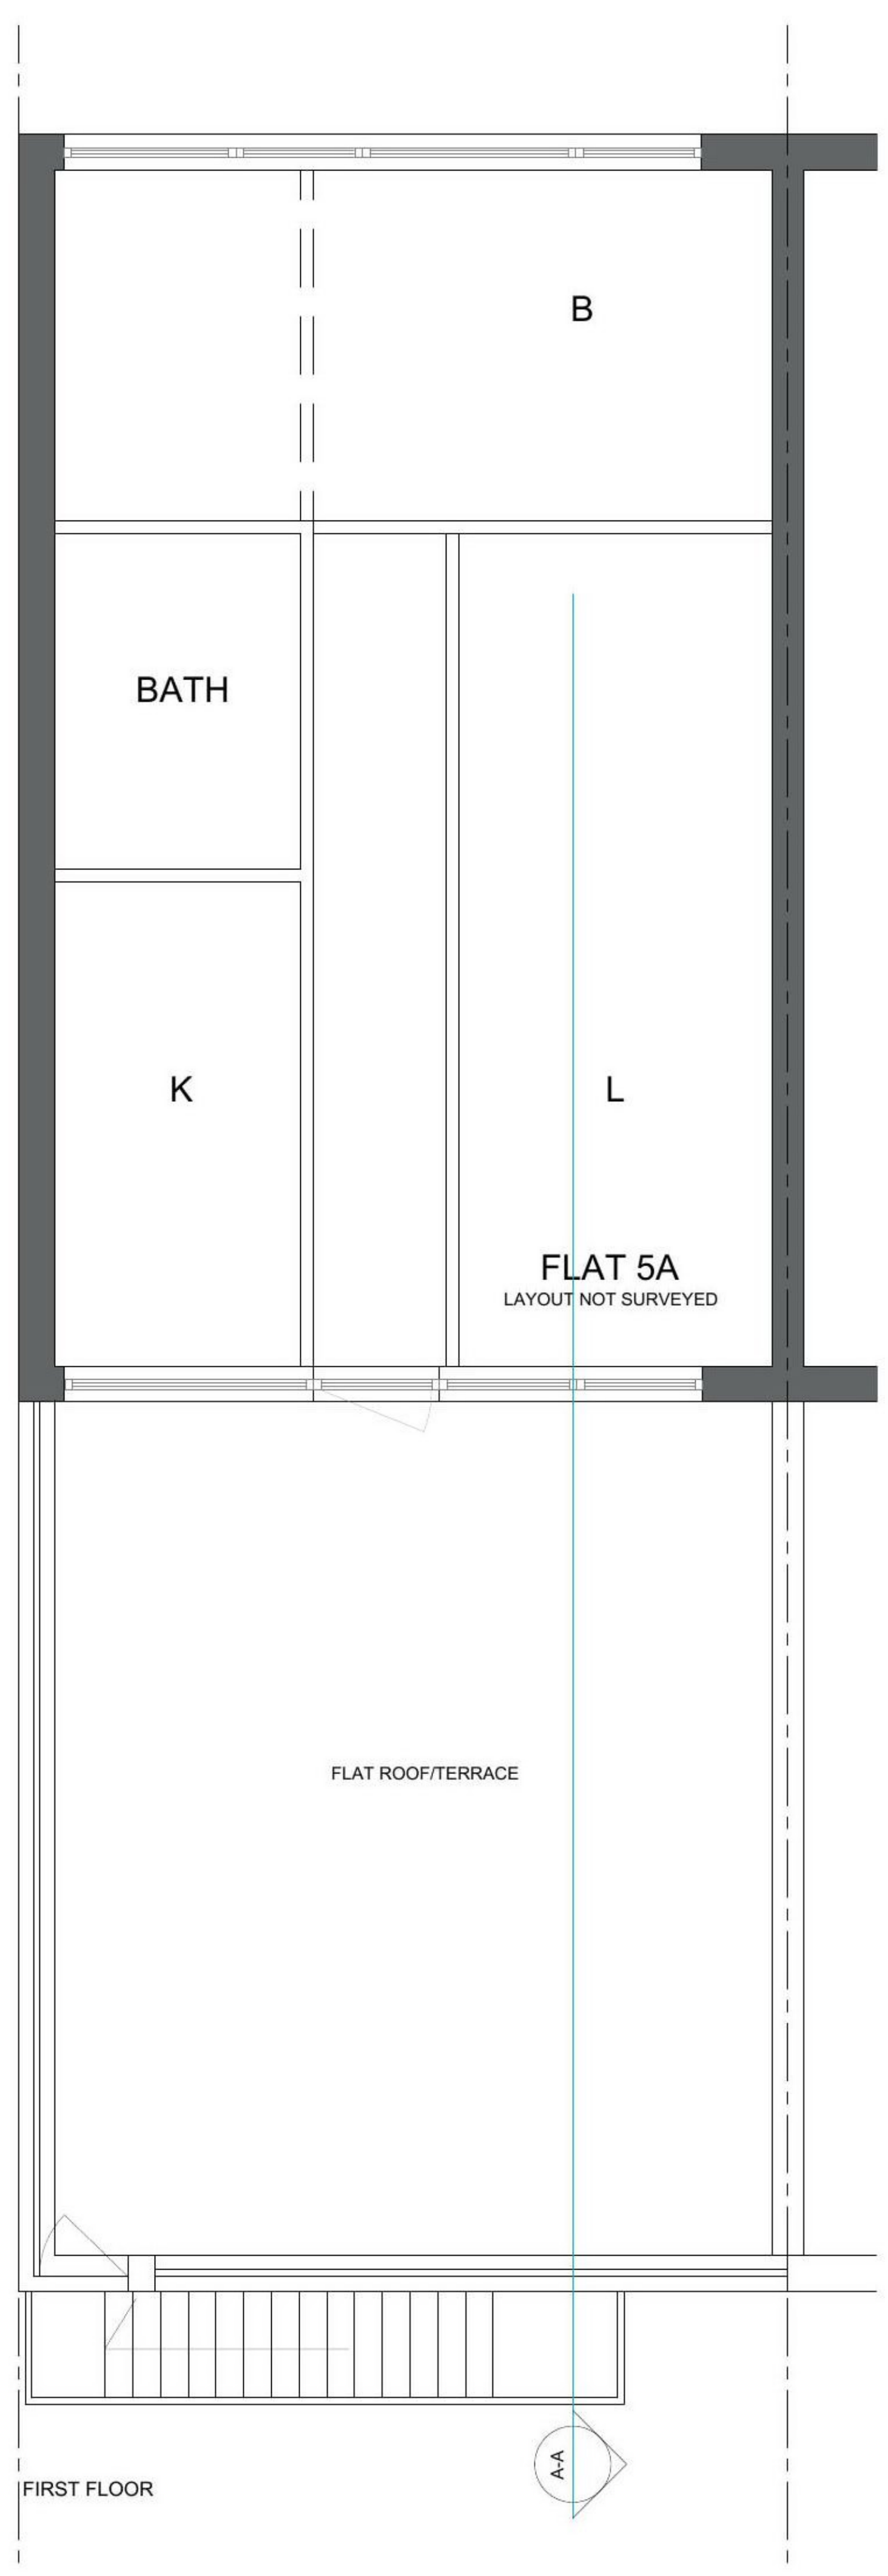 B
BATH
K
L
FLAT 5A
LAYOUT NOT SURVEYED
FLAT ROOF/TERRACE
A-A
FIRST FLOOR